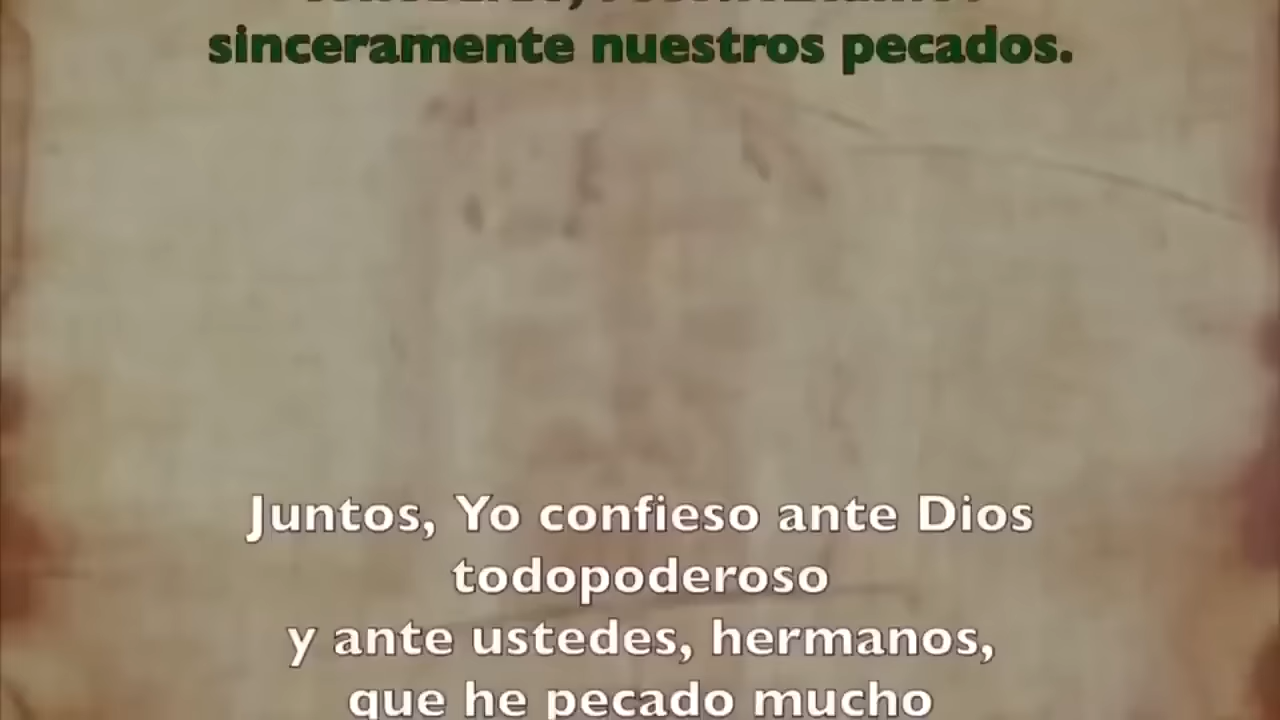 sinceramente nuestros pecados.
Juntos, Yo confieso ante Dios
todopoderoso
y ante ustedes, hermanos,
que he pecado mucho